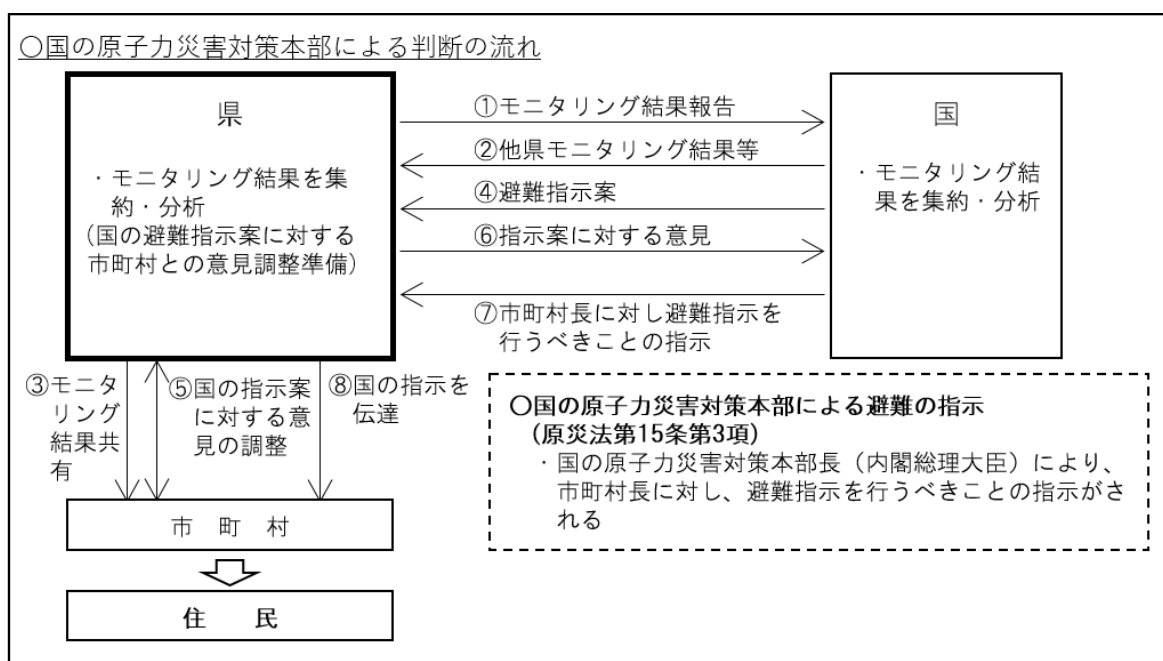 〇国の原子力災害対策本部による判断の流れ
県
・モニタリング結果を集
約・分析
(国の避難指示案に対する
市町村との意見調整準備)
①モニタリング結果報告
②他県モニタリング結果等
④避難指示案
⑥指示案に対する意見
⑦市町村長に対し避難指示を
行うべきことの指示
国
・モニタリング結
果を集約・分析
③モニタ
リング
結果共
有
⑤国の指示案
に対する意
見の調整
⑧国の指示を
伝達
〇国の原子力災害対策本部による避難の指示
(原災法第15条第3項)
・国の原子力災害対策本部長（内閣総理大臣）により、
市町村長に対し、避難指示を行うべきことの指示がさ
れる
市 町 村
住 民